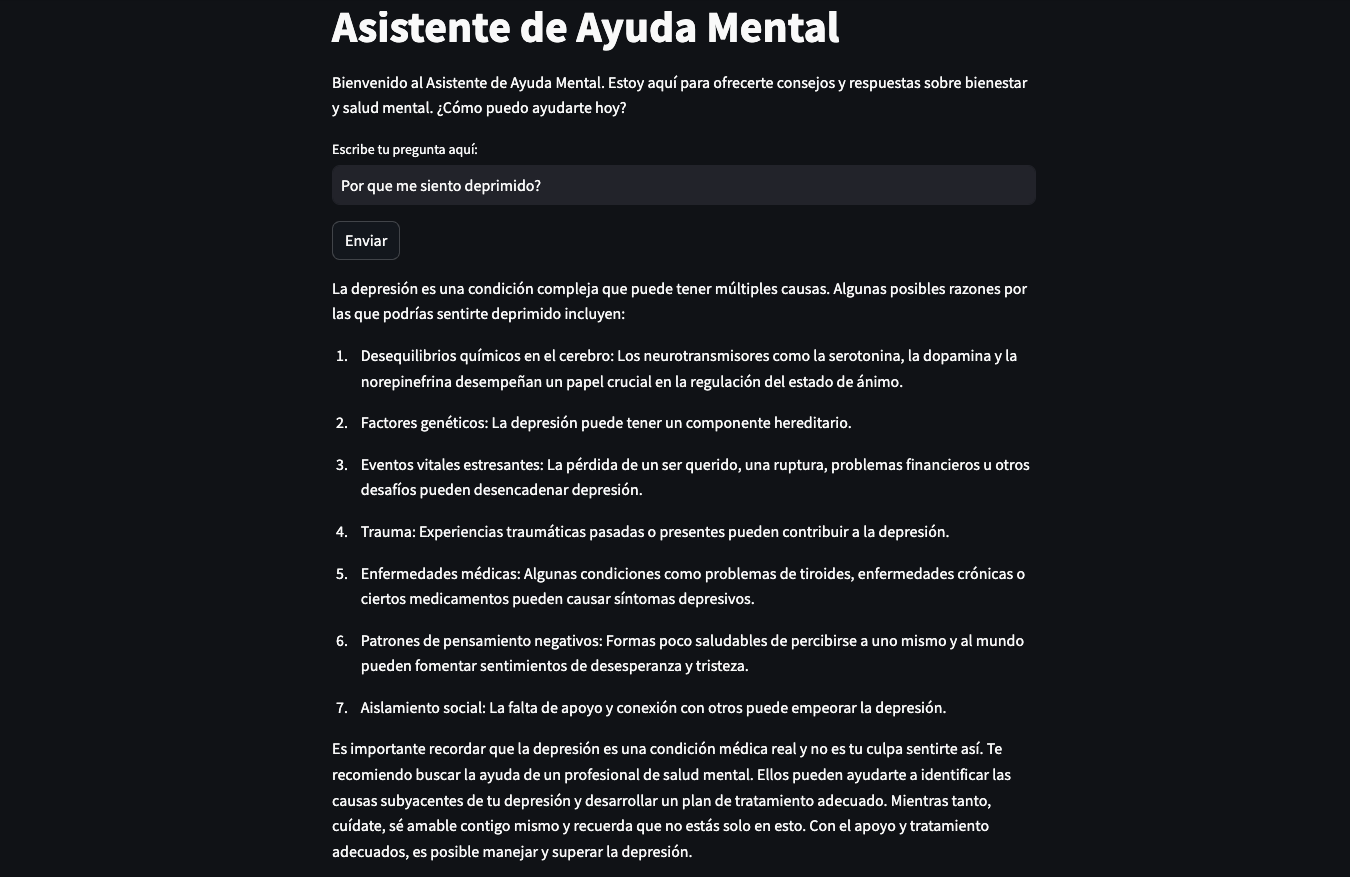 Asistente de Ayuda Mental
Bienvenido al Asistente de Ayuda Mental. Estoy aquí para ofrecerte consejos y respuestas sobre bienestar
y salud mental. ¿Cómo puedo ayudarte hoy?
Escribe tu pregunta aquí:
Por que me siento deprimido?
Enviar
La depresión es una condición compleja que puede tener múltiples causas. Algunas posibles razones por
las que podrías sentirte deprimido incluyen:
1. Desequilibrios químicos en el cerebro: Los neurotransmisores como la serotonina, la dopamina y la
norepinefrina desempeñan un papel crucial en la regulación del estado de ánimo.
2. Factores genéticos: La depresión puede tener un componente hereditario.
3. Eventos vitales estresantes: La pérdida de un ser querido, una ruptura, problemas financieros u otros
desafíos pueden desencadenar depresión.
4. Trauma: Experiencias traumáticas pasadas o presentes pueden contribuir a la depresión.
5. Enfermedades médicas: Algunas condiciones como problemas de tiroides, enfermedades crónicas o
ciertos medicamentos pueden causar síntomas depresivos.
6. Patrones de pensamiento negativos: Formas poco saludables de percibirse a uno mismo y al mundo
pueden fomentar sentimientos de desesperanza y tristeza.
7. Aislamiento social: La falta de apoyo y conexión con otros puede empeorar la depresión.
Es importante recordar que la depresión es una condición médica real y no es tu culpa sentirte así. Te
recomiendo buscar la ayuda de un profesional de salud mental. Ellos pueden ayudarte a identificar las
causas subyacentes de tu depresión y desarrollar un plan de tratamiento adecuado. Mientras tanto,
cuídate, sé amable contigo mismo y recuerda que no estás solo en esto. Con el apoyo y tratamiento
adecuados, es posible manejar y superar la depresión.